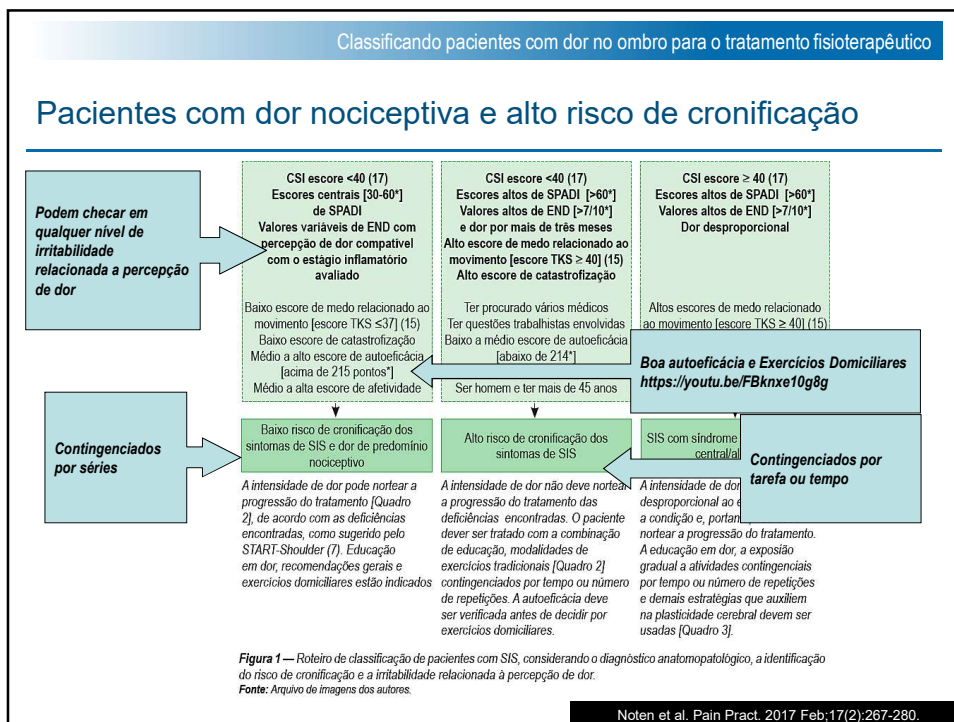 Classificando pacientes com dor no ombro para o tratamento fisioterapêutico
Pacientes com dor nociceptiva e alto risco de cronificação
Podem checar em
qualquer nível de
irritabilidade
relacionada a percepção
de dor
CSI escore <40 (17)
Escores centrais [30-60*]
de SPADI
Valores variáveis de END com
percepção de dor compatível
com o estágio inflamatório
avaliado
Baixo escore de medo relacionado ao
movimento [escore TKS ≤37] (15)
Baixo escore de catastrofização
Médio a alto escore de autoeficácia
[acima de 215 pontos*]
Médio a alta escore de afetividade
CSI escore <40 (17)
Escores altos de SPADI [>60*]
Valores altos de END [>7/10*]
e dor por mais de três meses
Alto escore de medo relacionado ao
movimento [escore TKS ≥ 40] (15)
Alto escore de catastrofização
Ter procurado vários médicos
Ter questões trabalhistas envolvidas
Baixo a médio escore de autoeficácia
[abaixo de 214*]
Ser homem e ter mais de 45 anos
CSI escore ≥ 40 (17)
Escores altos de SPADI [>60*]
Valores altos de END [>7/10*]
Dor desproporcional
Altos escores de medo relacionado
ao movimento [escore TKS ≥ 40] (15)
Boa autoeficácia e Exercícios Domiciliares
https://youtu.be/FBknxe10g8g
Contingenciados
por séries
Baixo risco de cronificação dos
sintomas de SIS e dor de predomínio
nociceptivo
Alto risco de cronificação dos
sintomas de SIS
SIS com síndrome
central/al
Contingenciados por
tarefa ou tempo
A intensidade de dor pode nortear a
progressão do tratamento [Quadro
2], de acordo com as deficiências
encontradas, como sugerido pelo
START-Shoulder (7). Educação
em dor, recomendações gerais e
exercícios domiciliares estão indicados
A intensidade de dor não deve nortear
a progressão do tratamento das
deficiências encontradas. O paciente
dever ser tratado com a combinação
de educação, modalidades de
exercícios tradicionais [Quadro 2]
contingenciados por tempo ou número
de repetições. A autoeficácia deve
ser verificada antes de decidir por
exercícios domiciliares.
A intensidade de dor
desproporcional ao e
a condição e, portan
nortear a progressão do tratamento.
A educação em dor, a exposião
gradual a atividades contingenciais
por tempo ou número de repetições
e demais estratégias que auxiliem
na plasticidade cerebral devem ser
usadas [Quadro 3].
Figura 1 — Roteiro de classificação de pacientes com SIS, considerando o diagnóstico anatomopatológico, a identificação
do risco de cronificação e a irritabilidade relacionada à percepção de dor.
Fonte: Arquivo de imagens dos autores.
Noten et al. Pain Pract. 2017 Feb;17(2):267-280.